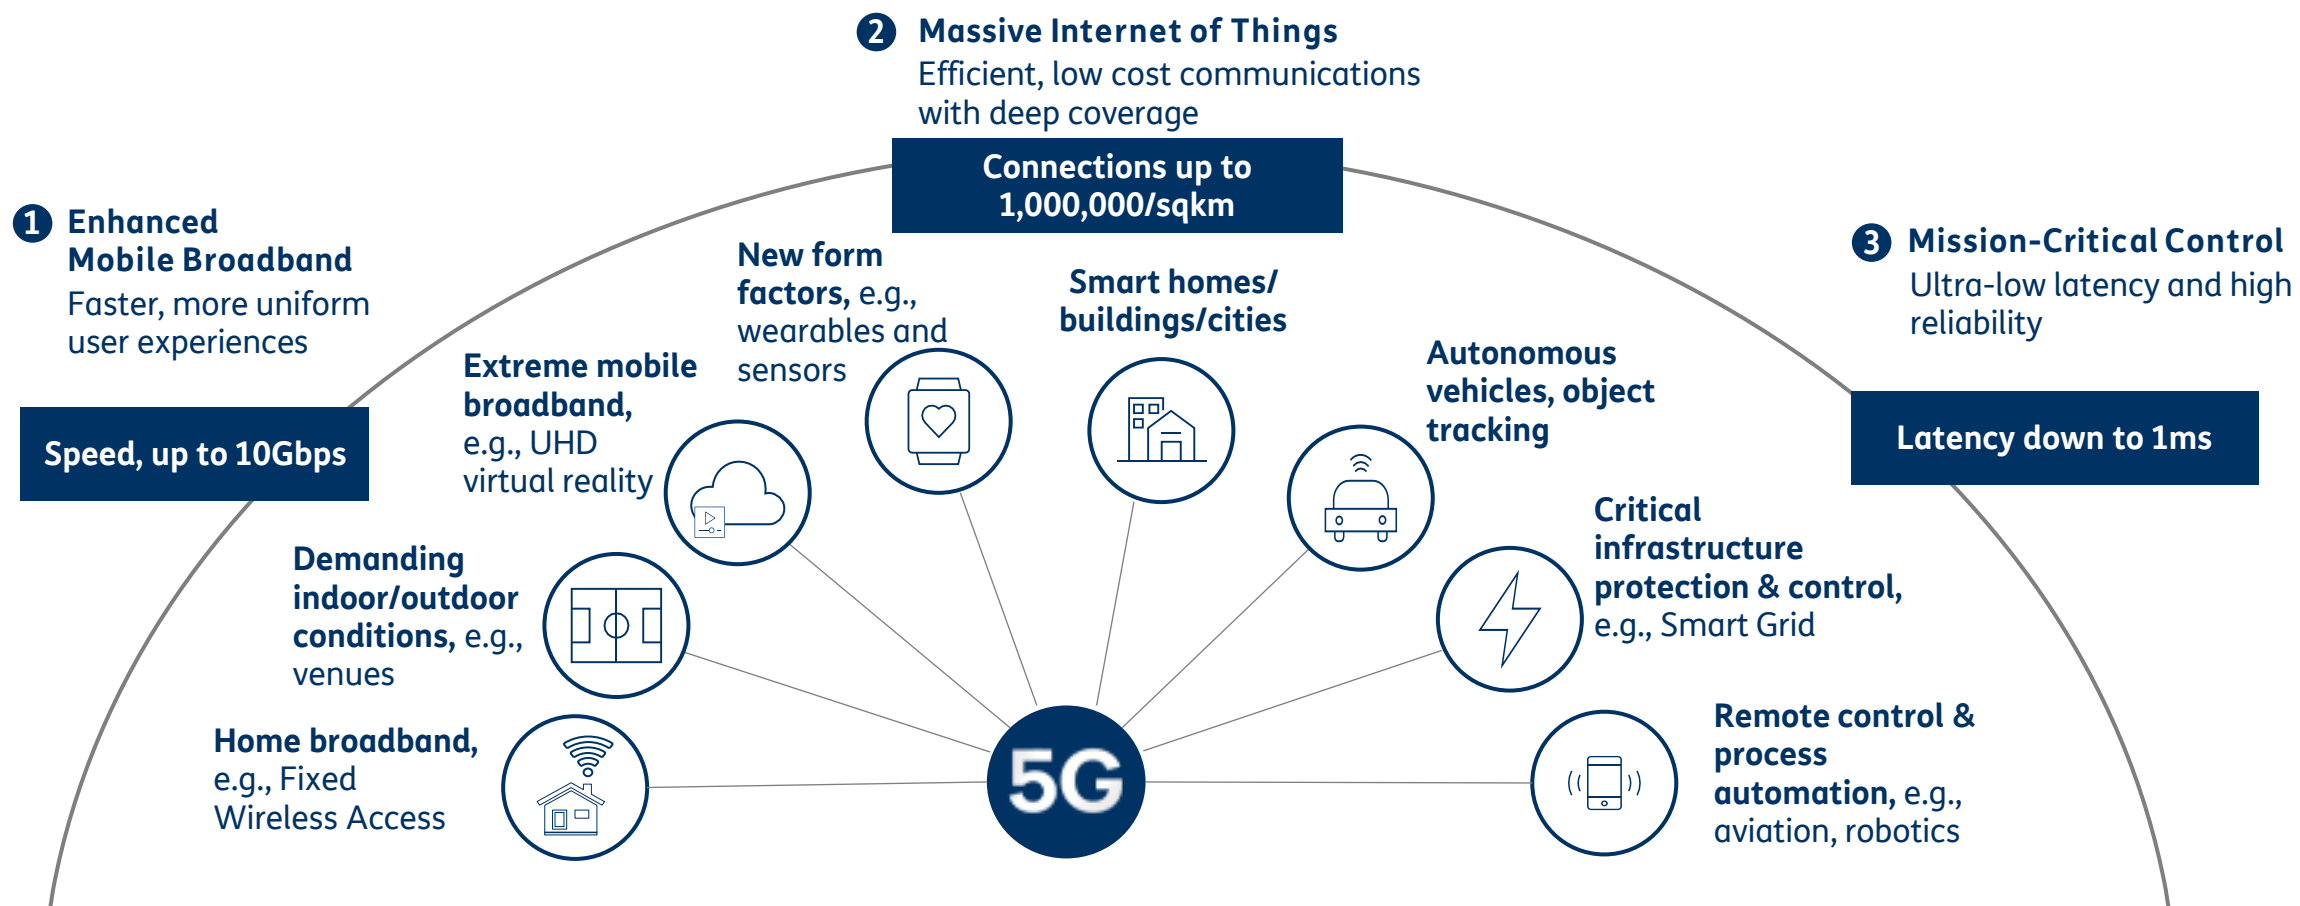 2 Massive Internet of Things
Efficient, low cost communications
with deep coverage
Connections up to
1,000,000/sqkm
1 Enhanced
Mobile Broadband
Faster, more uniform
user experiences
Speed, up to 10Gbps
3 Mission-Critical Control
Ultra-low latency and high
reliability
Latency down to 1ms
Home broadband,
e.g., Fixed
Wireless Access
Demanding
indoor/outdoor
conditions, e.g.,
venues
Extreme mobile
broadband,
e.g., UHD
virtual reality
New form
factors, e.g.,
wearables and
sensors
Smart homes/
buildings/cities
Autonomous
vehicles, object
tracking
Critical
infrastructure
protection & control,
e.g., Smart Grid
Remote control &
process
automation, e.g.,
aviation, robotics
5G